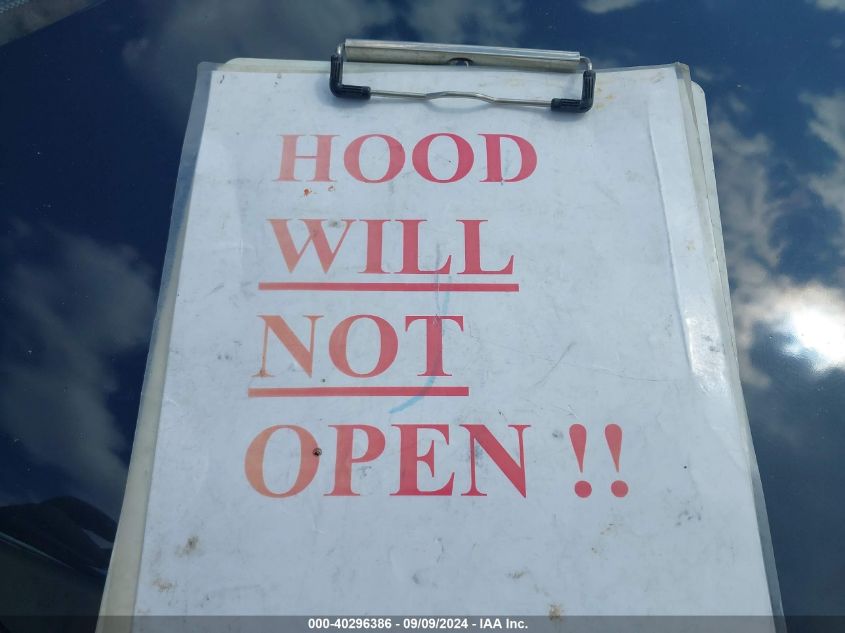 HOOD
WILL
NOT
OPEN !!
000-40296386 - 09/09/2024 - IAA Inc.